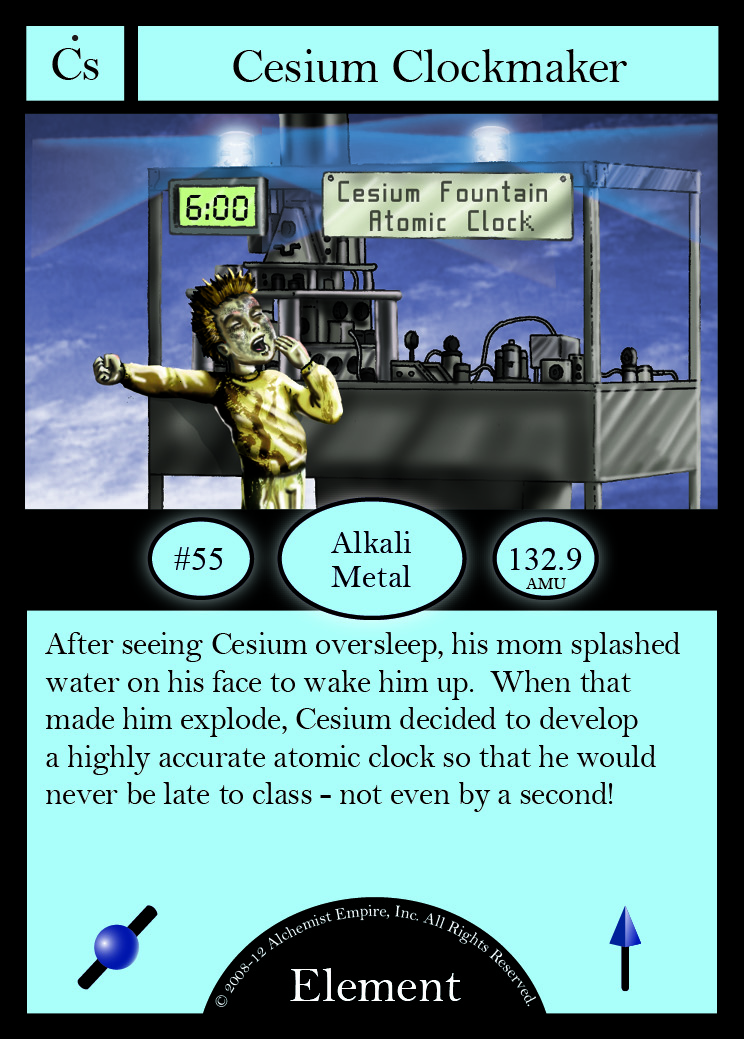 Ċs
Cesium Clockmaker
6:00
Cesium Fountain
Atomic Clock
#55
Alkali
Metal
132.9
AMU
After seeing Cesium oversleep, his mom splashed
water on his face to wake him up.  When that
made him explode, Cesium decided to develop
a highly accurate atomic clock so that he would
never be late to class - not even by a second!
© 2008-12 Alchemist Empire, Inc. All Rights Reserved.
Element